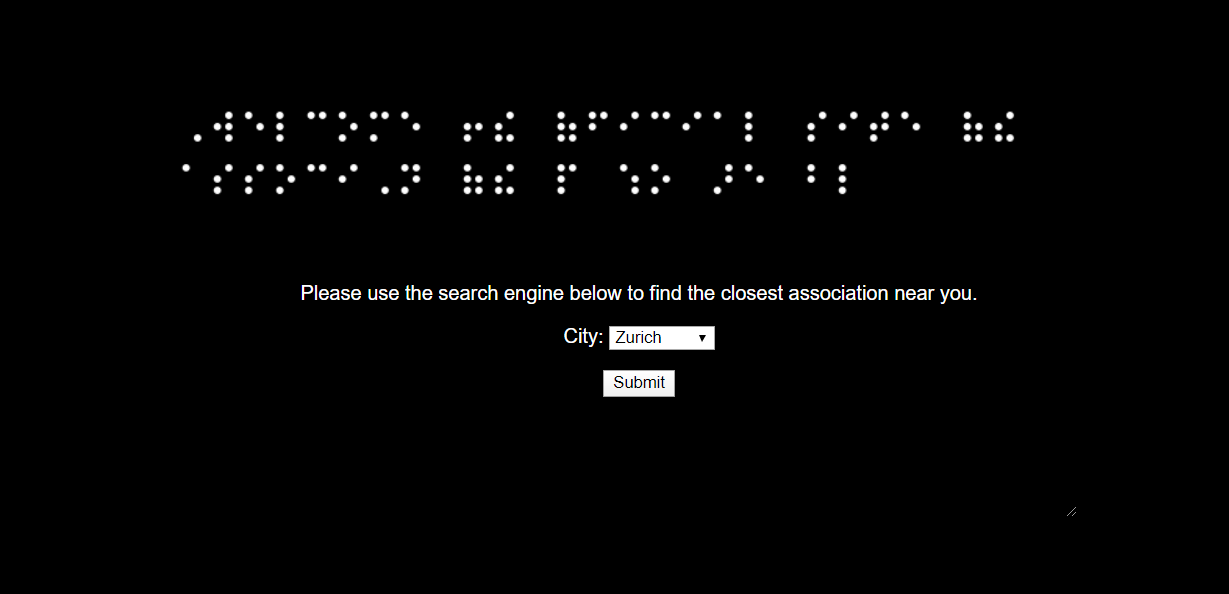 ⠠⠺⠑⠇⠉⠕⠍⠑ ⠖⠮ ⠷⠋⠊⠉⠊⠁⠇ ⠎⠊⠞⠑ ⠷⠮
⠁⠎⠎⠕⠉⠊⠠⠝ ⠷⠮ ⠏ ⠱⠕ ⠜⠑ ⠃⠇
Please use the search engine below to find the closest association near you.
City: Zurich
Submit